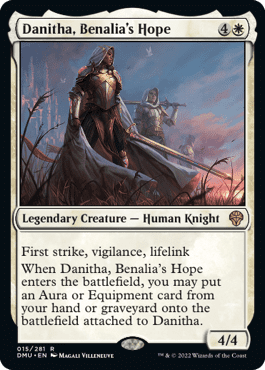 Danitha, Benalia's Hope 4
Legendary Creature — Human Knight
First strike, vigilance, lifelink
When Danitha, Benalia's Hope
enters the battlefield, you may put
an Aura or Equipment card from
your hand or graveyard onto the
battlefield attached to Danitha.
4/4
015/281 R
DMU • EN MAGALI VILLENEUVE
™ & © 2022 Wizards of the Coast